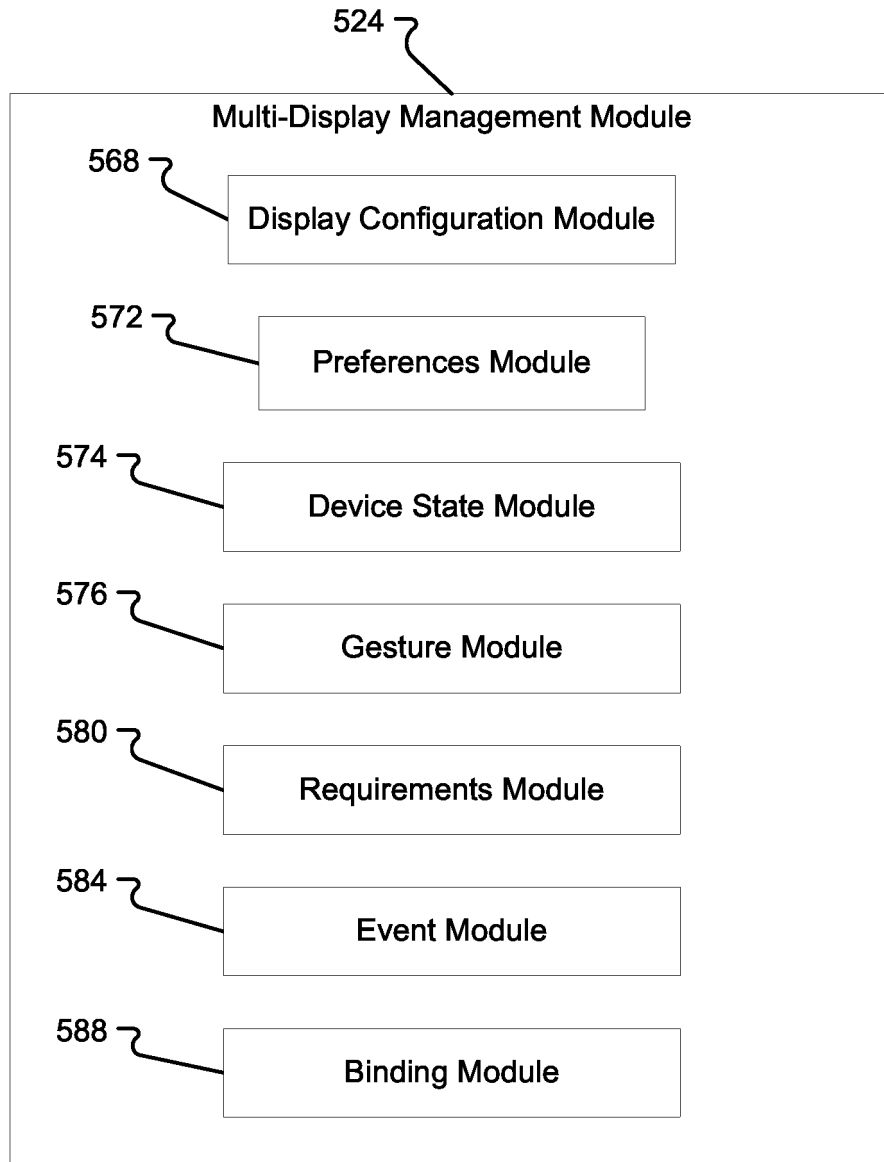 524
Multi-Display Management Module
568
Display Configuration Module
572
Preferences Module
574
Device State Module
576
Gesture Module
580
Requirements Module
584
Event Module
588
Binding Module